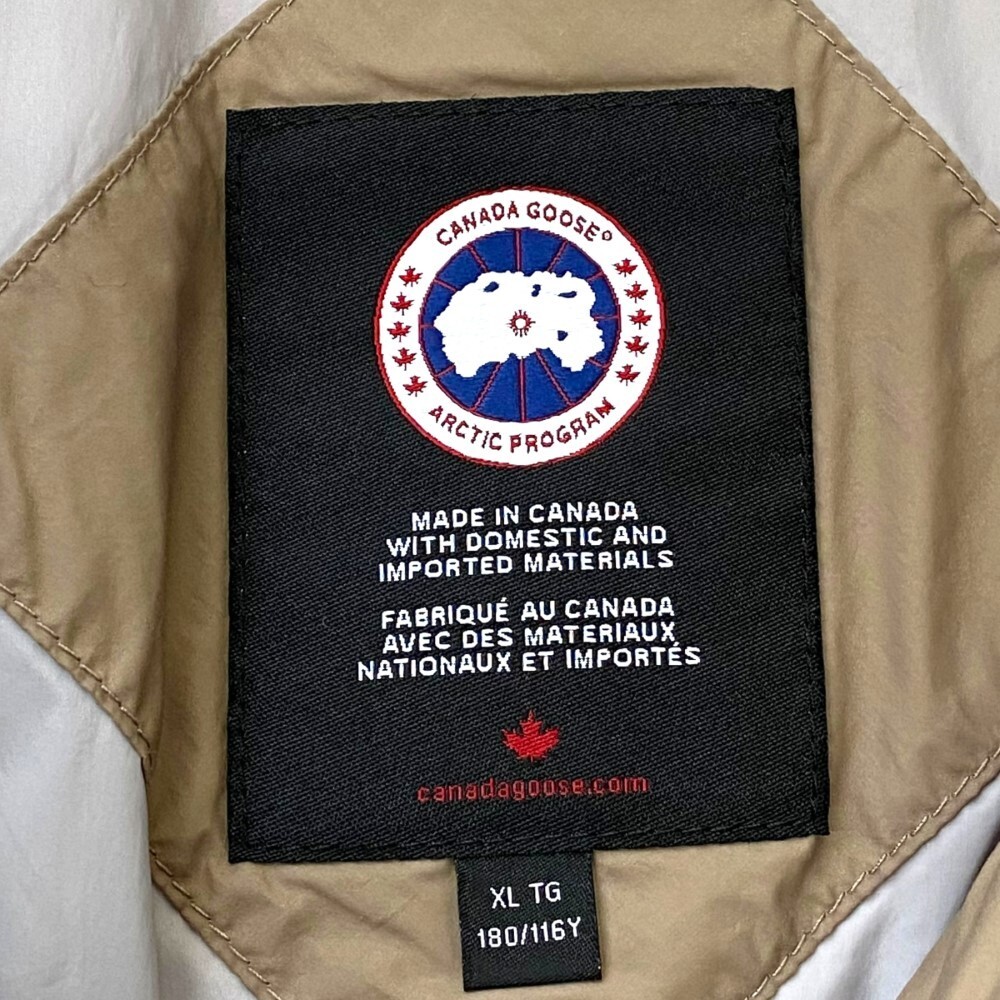 CANADA GOOSE®
ARCTIC PROGRAM
MADE IN CANADA
WITH DOMESTIC AND
IMPORTED MATERIALS
FABRIQUÉ AU CANADA
AVEC DES MATERIAUX
NATIONAUX ET IMPORTÉS
canadagoose.com
XL TG
180/116Y